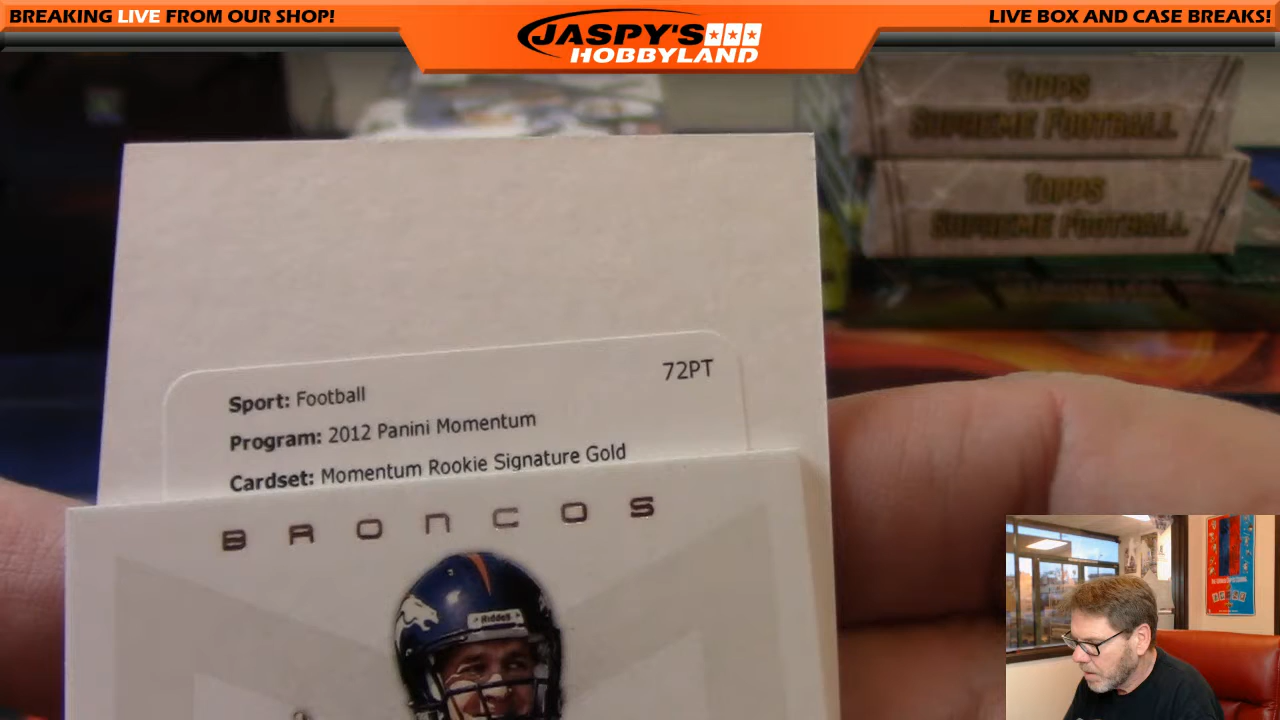 BREAKING LIVE FROM OUR SHOP!
JASPY'S
HOBBYLAND
LIVE BOX AND CASE BREAKS!
TOPPS
SUPREME FOOTBALL
TOPPS
SUPREME FOOTBALL
72PT
Sport: Football
Program: 2012 Panini Momentum
Cardset: Momentum Rookie Signature Gold
BRONCOS
Riddell